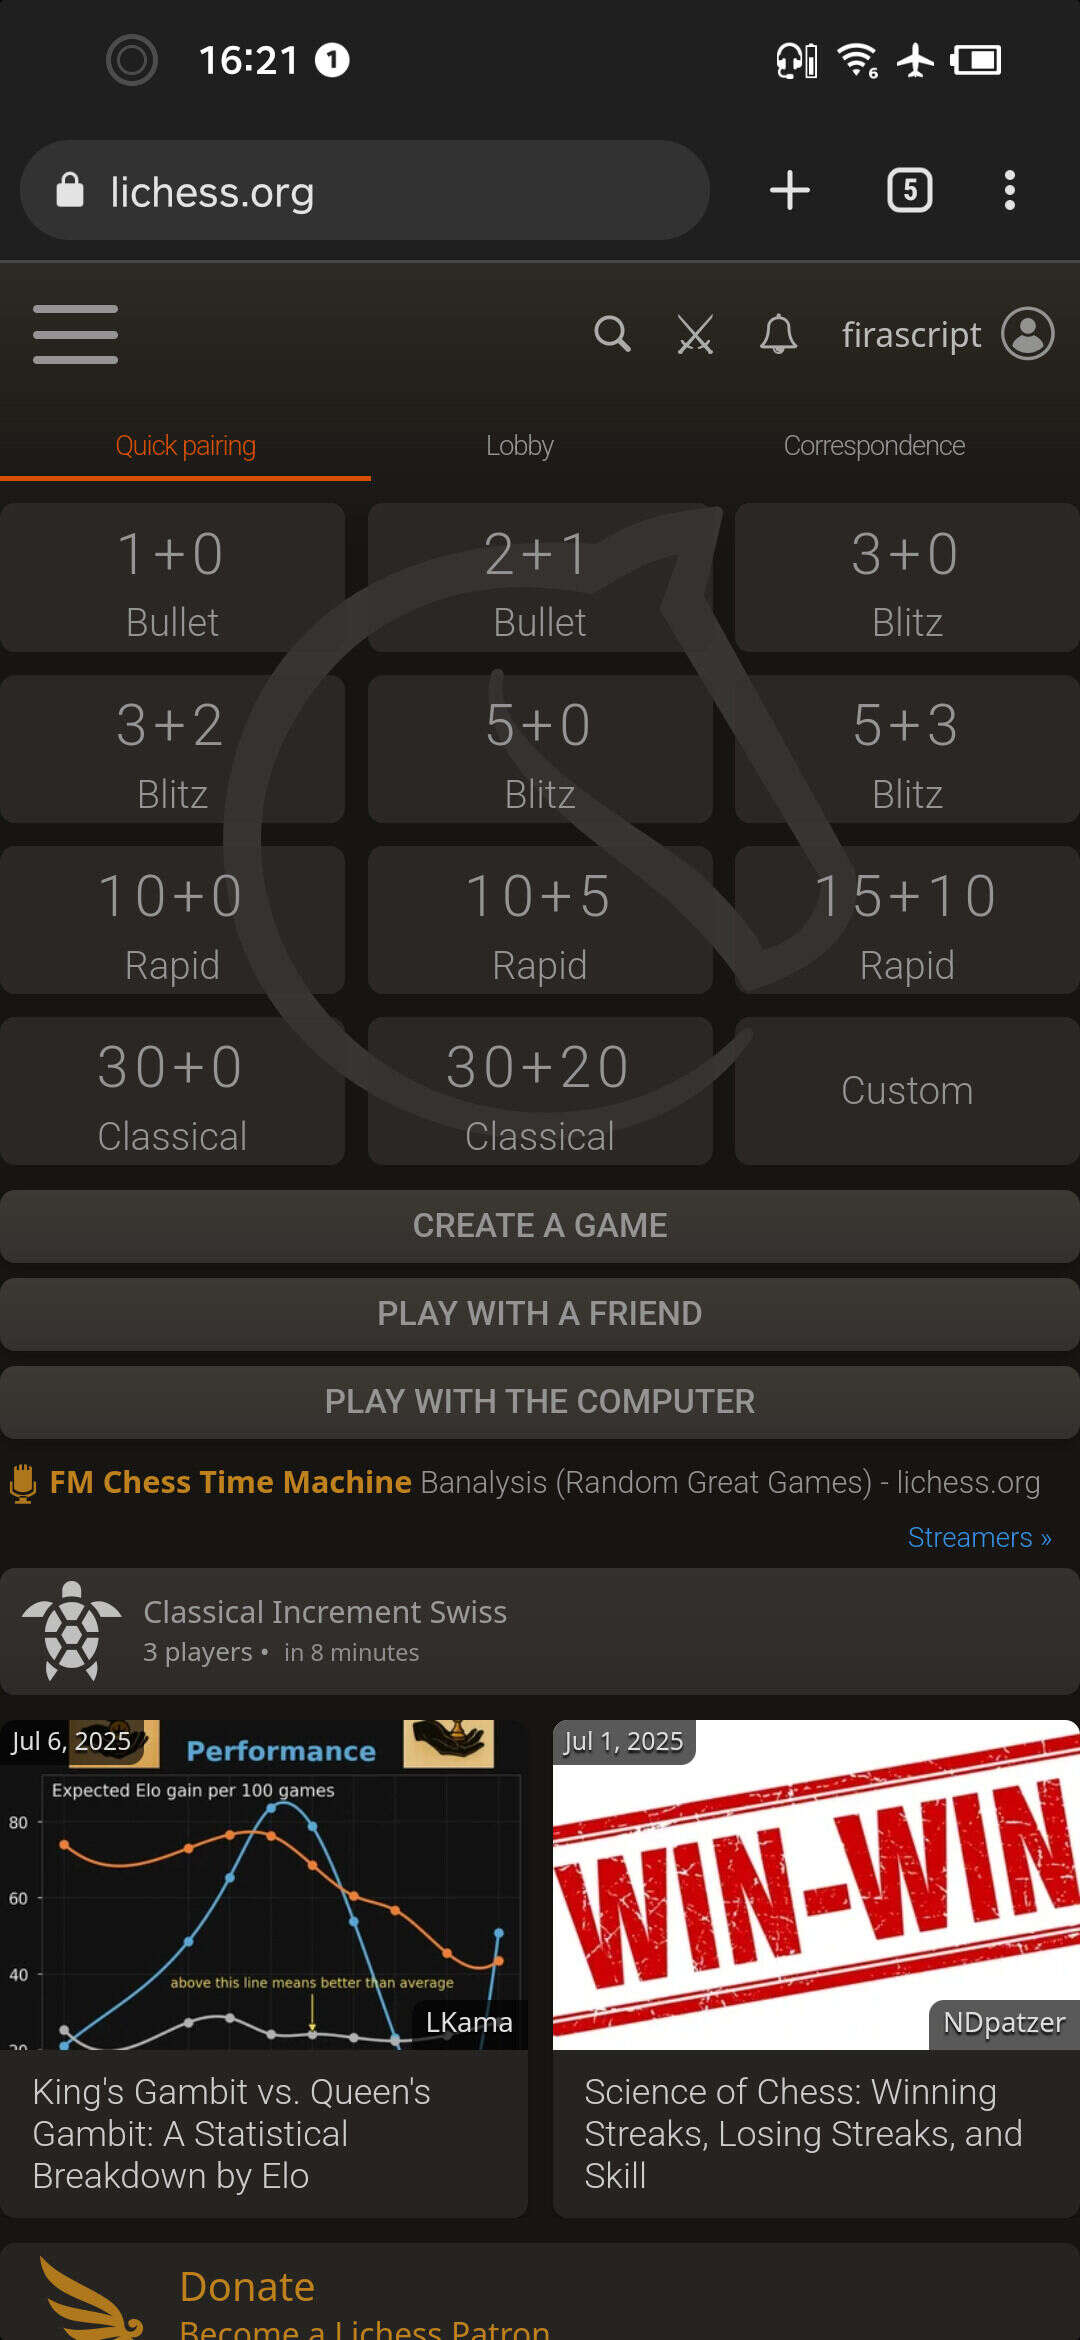 16:21 1
6
lichess.org
5
firascript
Quick pairing
Lobby
Correspondence
1+0
Bullet
2+1
Bullet
3+0
Blitz
3+2
Blitz
5+0
Blitz
5+3
Blitz
10+0
Rapid
10+5
Rapid
15+10
Rapid
30+0
Classical
30+20
Classical
Custom
CREATE A GAME
PLAY WITH A FRIEND
PLAY WITH THE COMPUTER
FM Chess Time Machine Banalysis (Random Great Games) - lichess.org
Streamers »
Classical Increment Swiss
3 players • in 8 minutes
Jul 6, 2025
Performance
Expected Elo gain per 100 games
80
60
40
20
above this line means better than average
LKama
King's Gambit vs. Queen's
Gambit: A Statistical
Breakdown by Elo
Jul 1, 2025
WIN-WIN
NDpatzer
Science of Chess: Winning
Streaks, Losing Streaks, and
Skill
Donate
Become a Lichess Patron